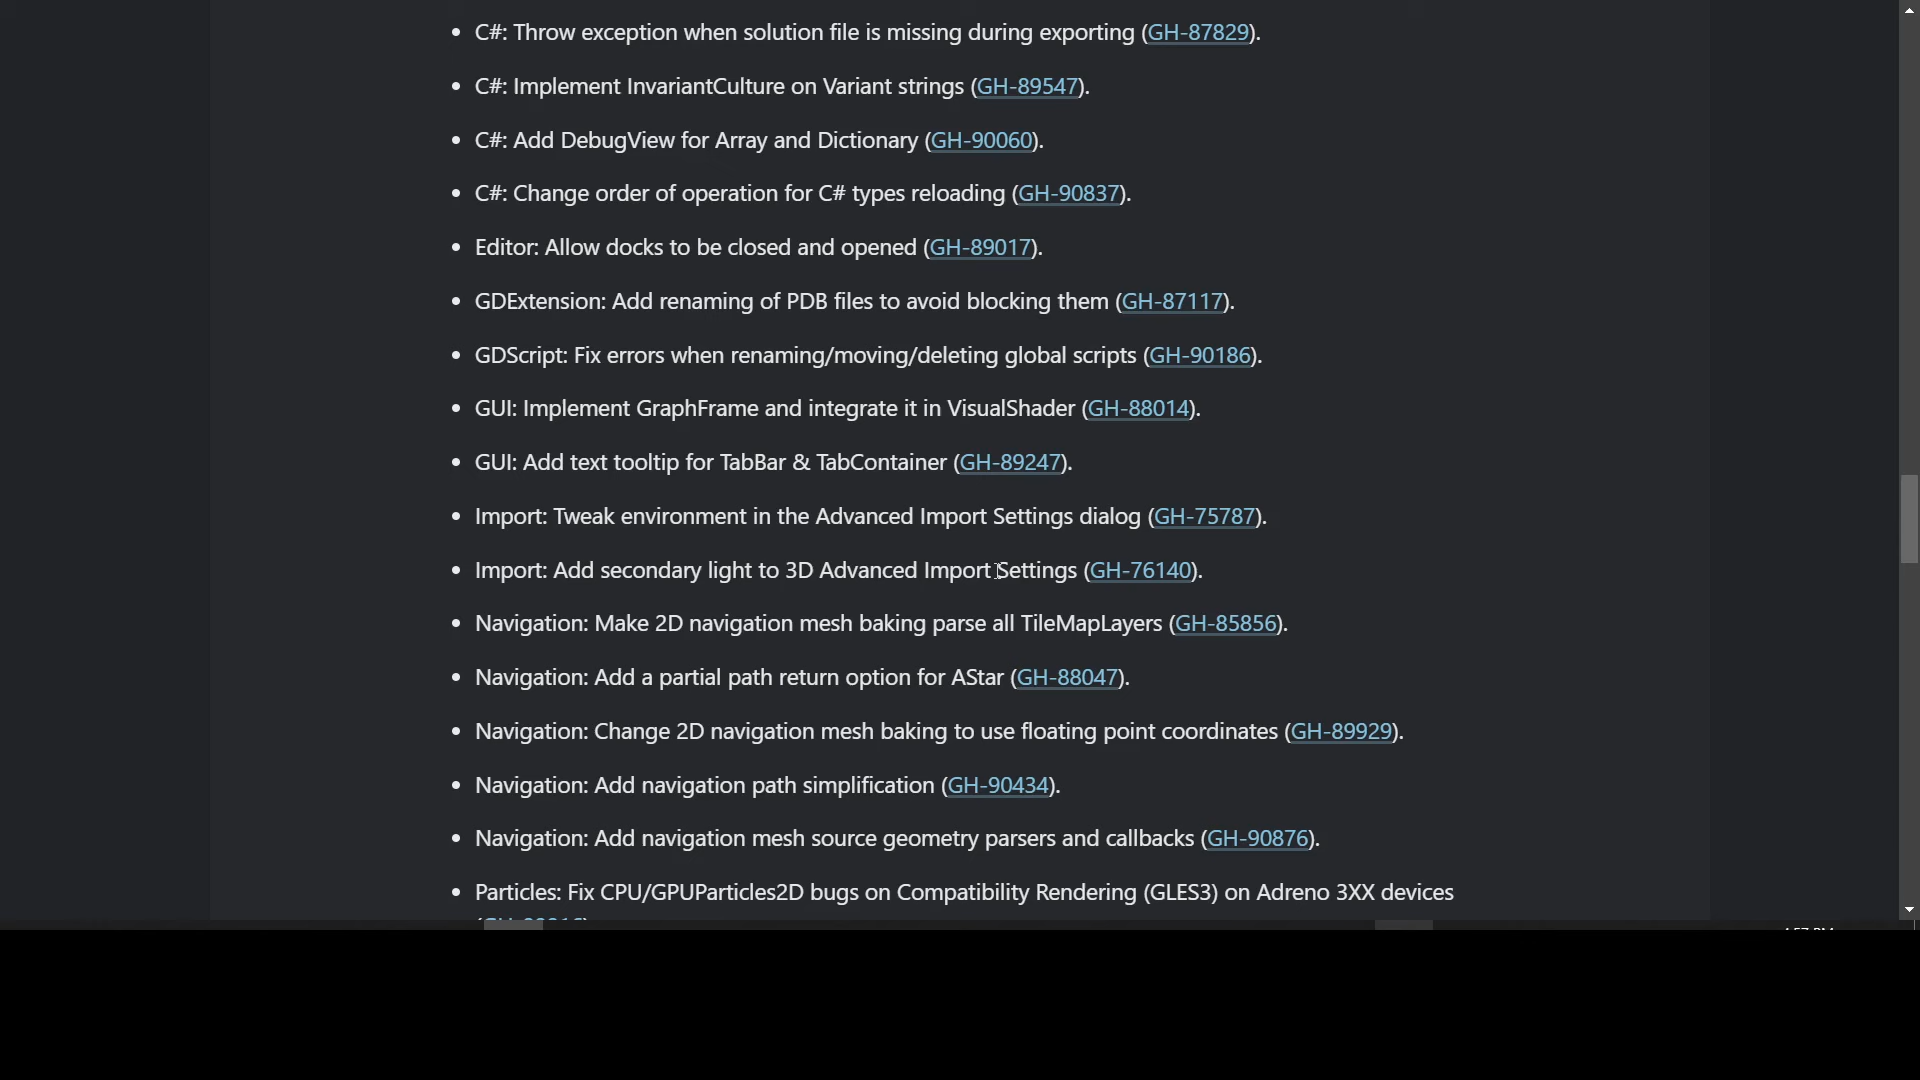 • C#: Throw exception when solution file is missing during exporting (GH-87829).
• C#: Implement InvariantCulture on Variant strings (GH-89547).
• C#: Add DebugView for Array and Dictionary (GH-90060).
• C#: Change order of operation for C# types reloading (GH-90837).
• Editor: Allow docks to be closed and opened (GH-89017).
• GDExtension: Add renaming of PDB files to avoid blocking them (GH-87117).
• GDScript: Fix errors when renaming/moving/deleting global scripts (GH-90186).
• GUI: Implement GraphFrame and integrate it in VisualShader (GH-88014).
• GUI: Add text tooltip for TabBar & TabContainer (GH-89247).
• Import: Tweak environment in the Advanced Import Settings dialog (GH-75787).
• Import: Add secondary light to 3D Advanced Import Settings (GH-76140).
• Navigation: Make 2D navigation mesh baking parse all TileMapLayers (GH-85856).
• Navigation: Add a partial path return option for AStar (GH-88047).
• Navigation: Change 2D navigation mesh baking to use floating point coordinates (GH-89929).
• Navigation: Add navigation path simplification (GH-90434).
• Navigation: Add navigation mesh source geometry parsers and callbacks (GH-90876).
• Particles: Fix CPU/GPUParticles2D bugs on Compatibility Rendering (GLES3) on Adreno 3XX devices